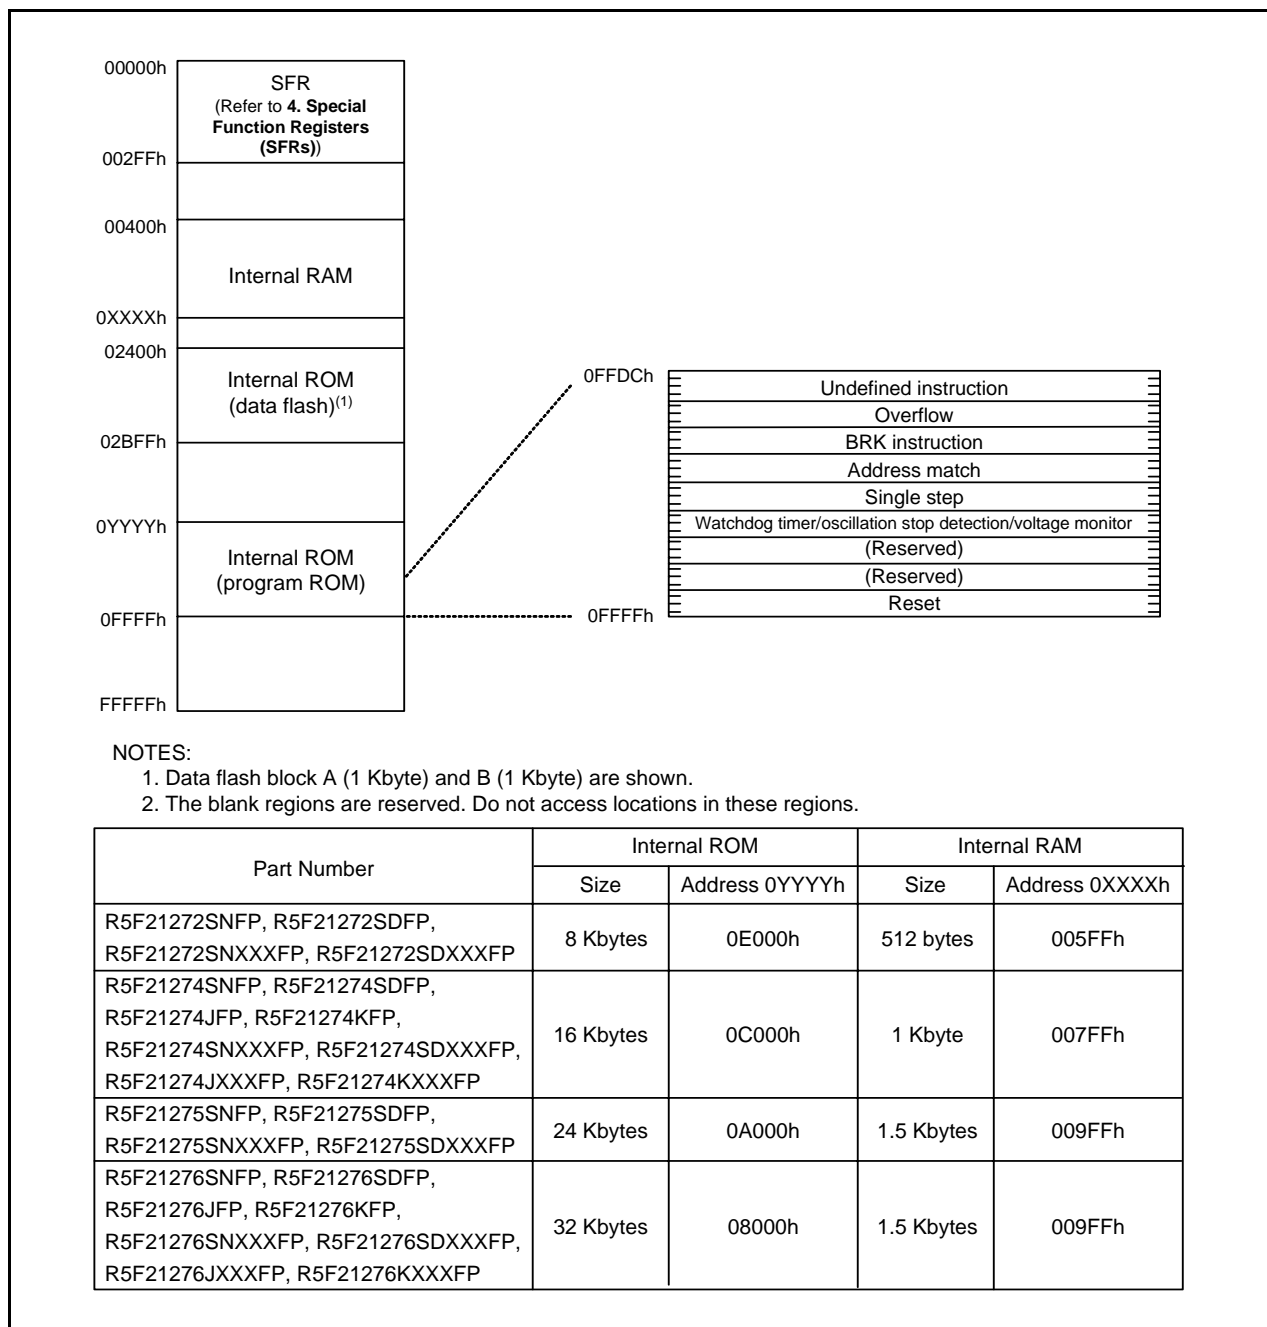 00000h
SFR
(Refer to 4. Special
Function Registers
(SFRs))
002FFh
00400h
Internal RAM
0XXXXh
02400h
Internal ROM
(data flash)(1)
02BFFh
0YYYYh
Internal ROM
(program ROM)
0FFFFh
FFFFFh
0FFDCh
Undefined instruction
Overflow
BRK instruction
Address match
Single step
Watchdog timer/oscillation stop detection/voltage monitor
(Reserved)
(Reserved)
Reset
0FFFFh
NOTES:
1. Data flash block A (1 Kbyte) and B (1 Kbyte) are shown.
2. The blank regions are reserved. Do not access locations in these regions.
Part Number
Internal ROM
Internal RAM
Size
Address 0YYYYh
Size
Address 0XXXXh
R5F21272SNFP, R5F21272SDFP,
R5F21272SNXXXFP, R5F21272SDXXXFP
8 Kbytes
0E000h
512 bytes
005FFh
R5F21274SNFP, R5F21274SDFP,
R5F21274JFP, R5F21274KFP,
R5F21274SNXXXFP, R5F21274SDXXXFP,
R5F21274JXXXFP, R5F21274KXXXFP
16 Kbytes
0C000h
1 Kbyte
007FFh
R5F21275SNFP, R5F21275SDFP,
R5F21275SNXXXFP, R5F21275SDXXXFP
24 Kbytes
0A000h
1.5 Kbytes
009FFh
R5F21276SNFP, R5F21276SDFP,
R5F21276JFP, R5F21276KFP,
R5F21276SNXXXFP, R5F21276SDXXXFP,
R5F21276JXXXFP, R5F21276KXXXFP
32 Kbytes
08000h
1.5 Kbytes
009FFh